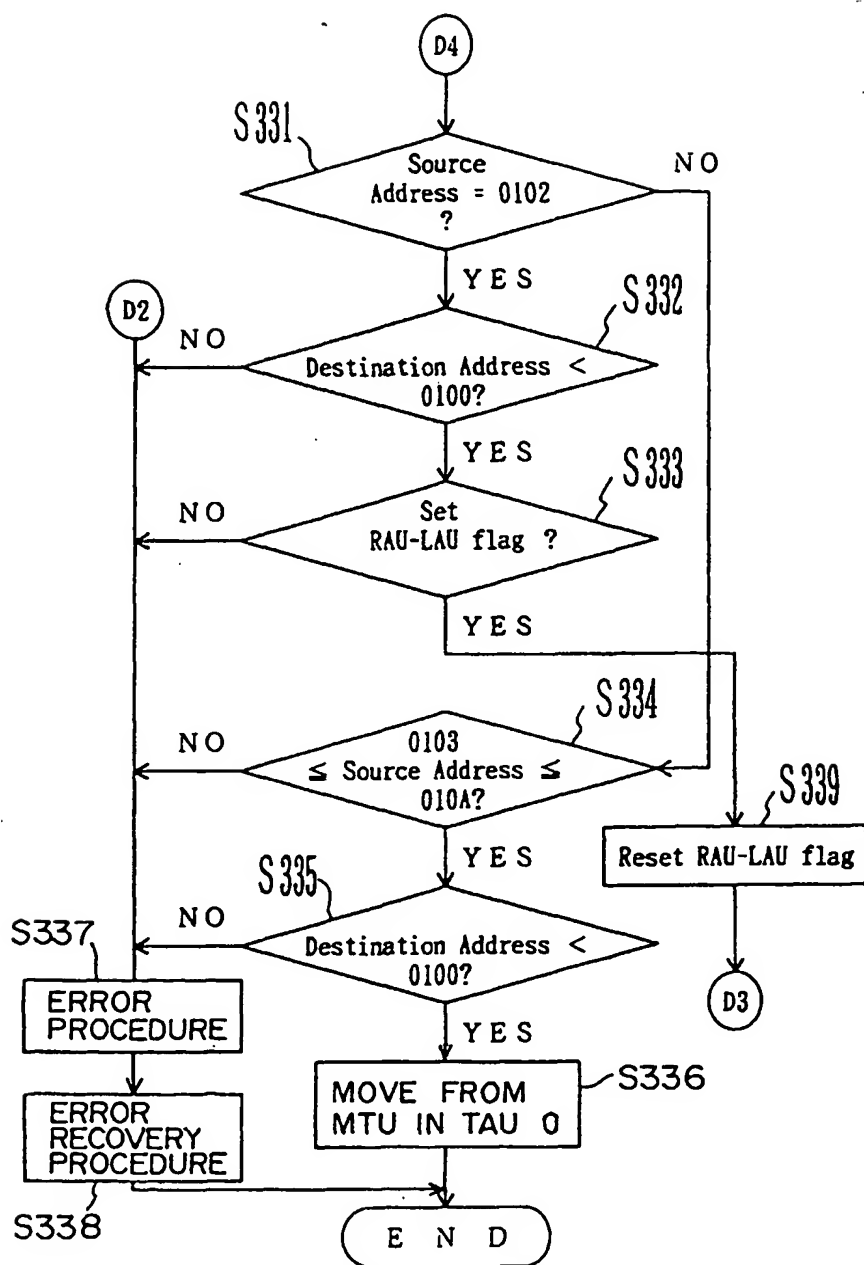 D4
S331
Source
Address = 0102
?
NO
YES
D2
S332
NO
Destination Address <
0100?
YES
S333
NO
Set
RAU-LAU flag ?
YES
S334
NO
0103
≦ Source Address ≦
010A?
S339
Reset RAU-LAU flag
YES
S335
NO
Destination Address <
0100?
D3
S337
ERROR
PROCEDURE
YES
S336
MOVE FROM
MTU IN TAU 0
ERROR
RECOVERY
PROCEDURE
S338
E N D